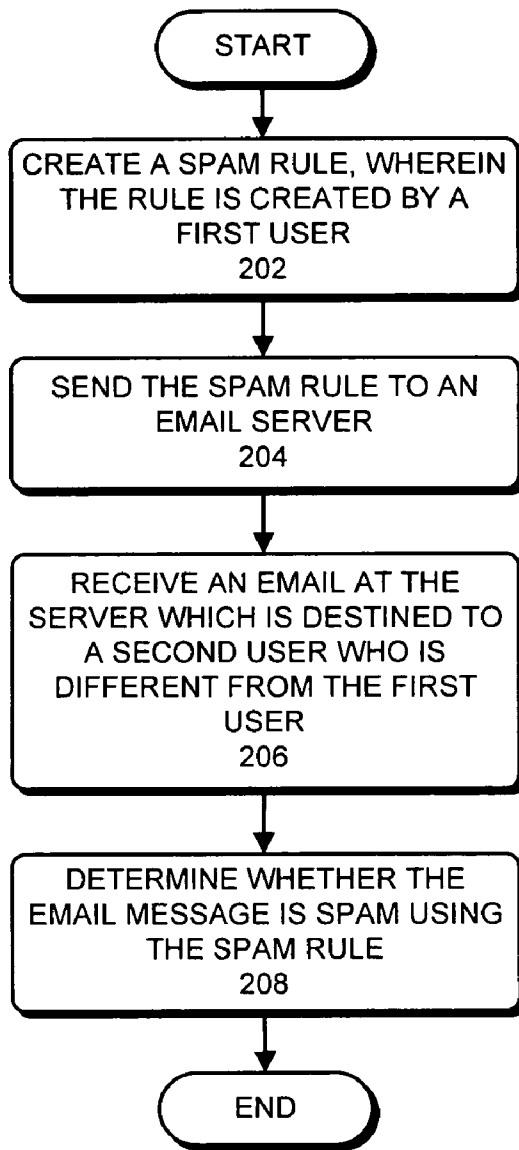 START
CREATE A SPAM RULE, WHEREIN
THE RULE IS CREATED BY A
FIRST USER
202
SEND THE SPAM RULE TO AN
EMAIL SERVER
204
RECEIVE AN EMAIL AT THE
SERVER WHICH IS DESTINED TO
A SECOND USER WHO IS
DIFFERENT FROM THE FIRST
USER
206
DETERMINE WHETHER THE
EMAIL MESSAGE IS SPAM USING
THE SPAM RULE
208
END